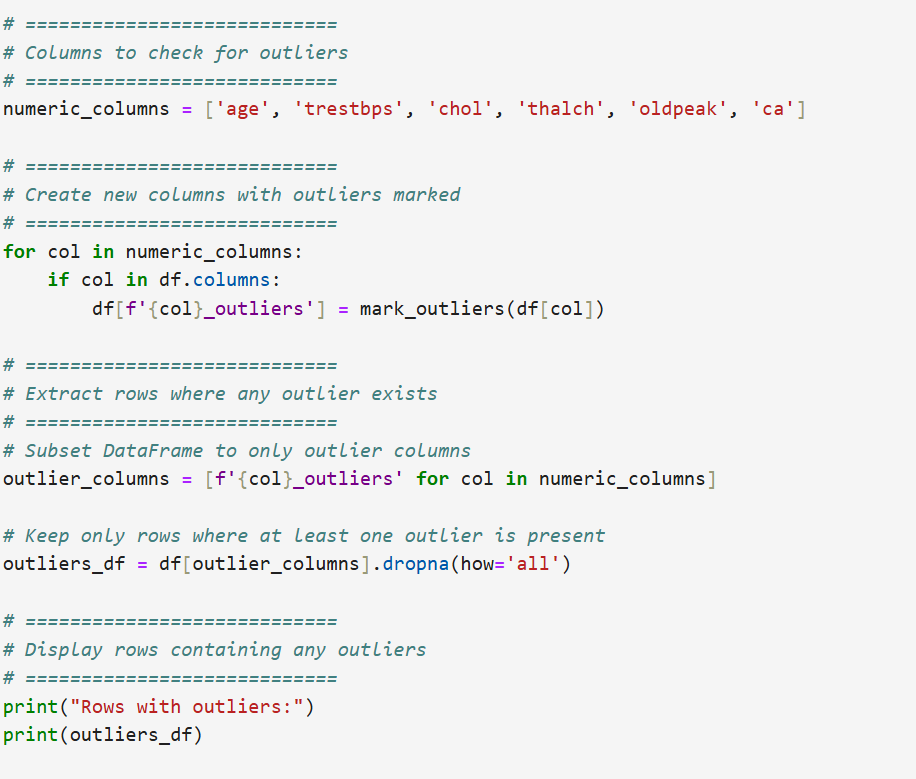 # ============================
# Columns to check for outliers
# ============================
numeric_columns = ['age', 'trestbps', 'chol', 'thalch', 'oldpeak', 'ca']
# ============================
# Create new columns with outliers marked
# ============================
for col in numeric_columns:
    if col in df.columns:
        df[f'{col}_outliers'] = mark_outliers(df[col])
# ============================
# Extract rows where any outlier exists
# ============================
# Subset DataFrame to only outlier columns
outlier_columns = [f'{col}_outliers' for col in numeric_columns]
# Keep only rows where at least one outlier is present
outliers_df = df[outlier_columns].dropna(how='all')
# ============================
# Display rows containing any outliers
# ============================
print("Rows with outliers:")
print(outliers_df)